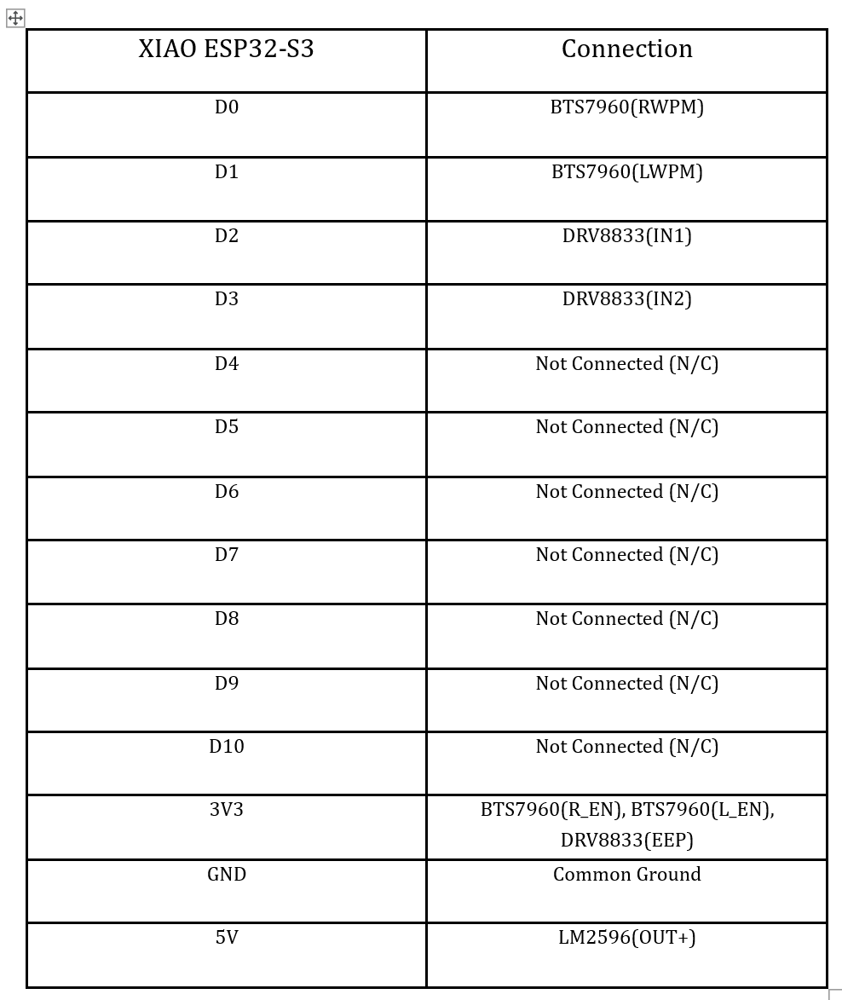 XIAO ESP32-S3 Connection
D0 BTS7960(RWPM)
D1 BTS7960(LWPM)
D2 DRV8833(IN1)
D3 DRV8833(IN2)
D4 Not Connected (N/C)
D5 Not Connected (N/C)
D6 Not Connected (N/C)
D7 Not Connected (N/C)
D8 Not Connected (N/C)
D9 Not Connected (N/C)
D10 Not Connected (N/C)
3V3 BTS7960(R_EN), BTS7960(L_EN),
DRV8833(EEP)
GND Common Ground
5V LM2596(OUT+)